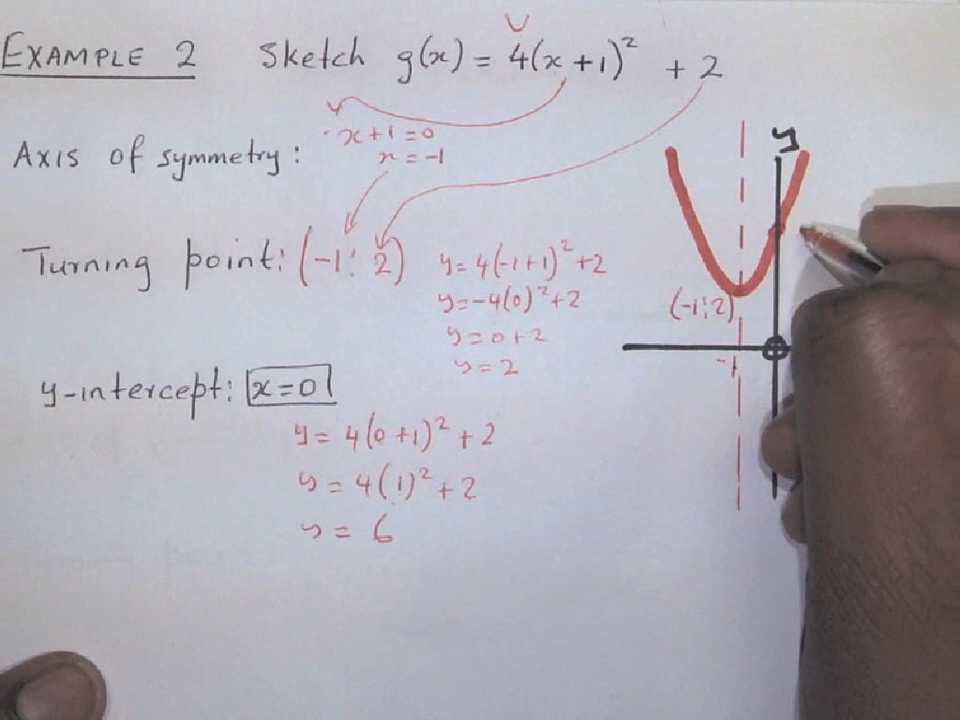 EXAMPLE 2 Sketch g(x) = 4(x+1)² + 2
x+1=0
Axis of symmetry:
x=-1
Turning point: (-1; 2)
y=4(-1+1)²+2
y=-4(0)²+2
y=0+2
y=2
y-intercept: x=0
y=4(0+1)²+2
y=4(1)²+2
y=6
y
(-1;2)
-1